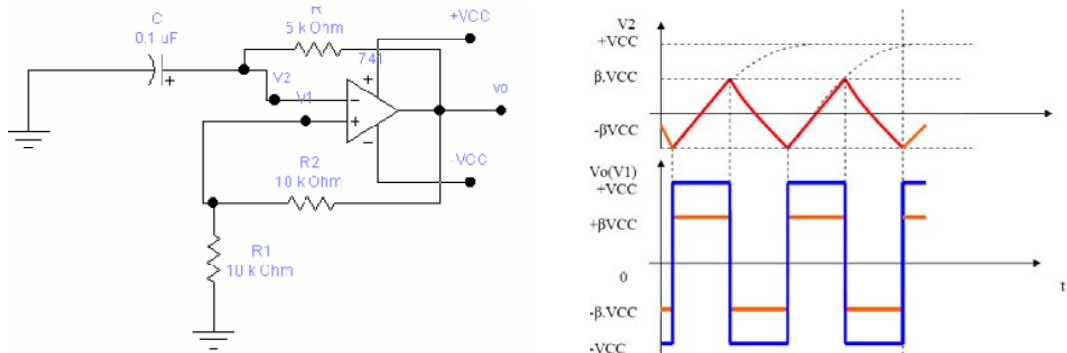 C
0.1 uF
R
5 k Ohm
+VCC
741
V2
V1
vo
-VCC
R2
10 k Ohm
R1
10 k Ohm
V2
+VCC
β.VCC
-βVCC
Vo(V1)
+VCC
+βVCC
0
t
-β.VCC
-VCC